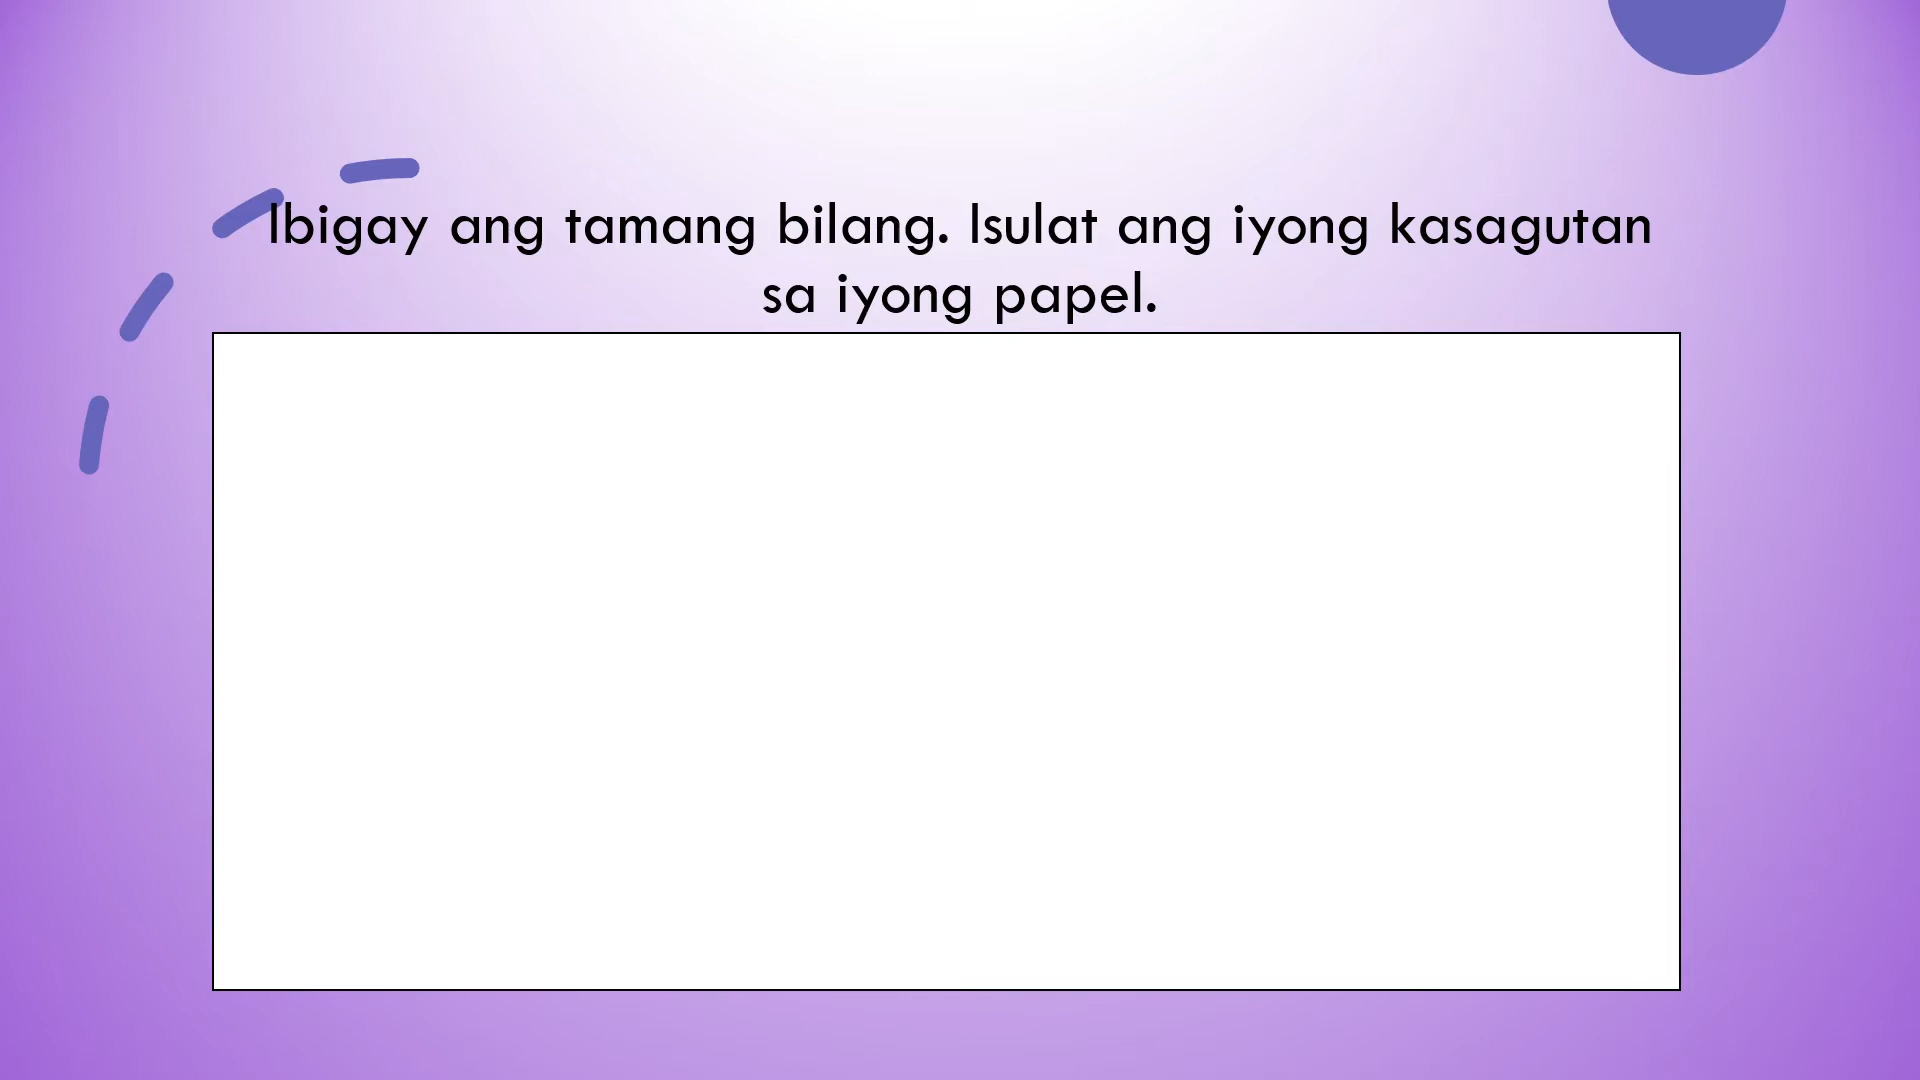 Ibigay ang tamang bilang. Isulat ang iyong kasagutan
sa iyong papel.